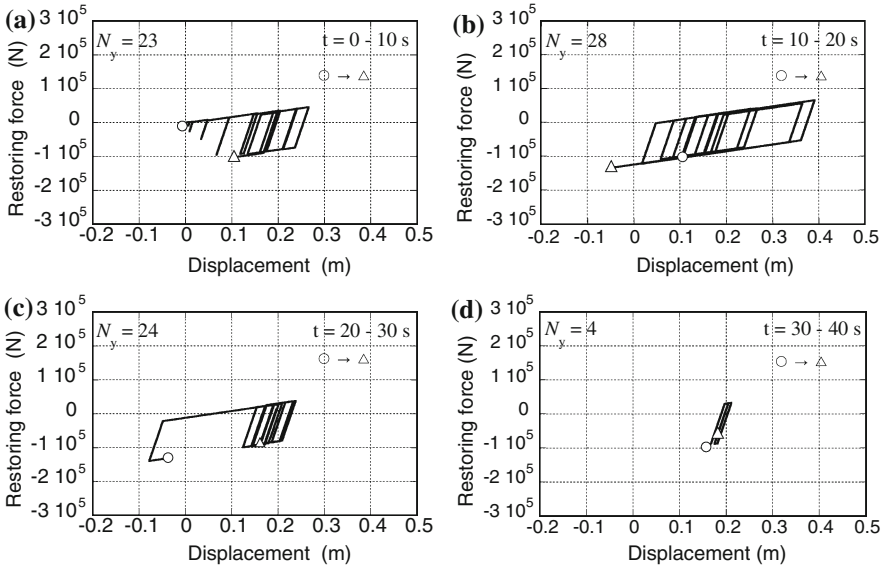 (a)
N_y = 23
t = 0 - 10 s
○ → △
Restoring force (N)
3 10^5
2 10^5
1 10^5
0
-1 10^5
-2 10^5
-3 10^5
-0.2 -0.1 0 0.1 0.2 0.3 0.4 0.5
Displacement (m)
(b)
N_y = 28
t = 10 - 20 s
○ → △
Restoring force (N)
3 10^5
2 10^5
1 10^5
0
-1 10^5
-2 10^5
-3 10^5
-0.2 -0.1 0 0.1 0.2 0.3 0.4 0.5
Displacement (m)
(c)
N_y = 24
t = 20 - 30 s
○ → △
Restoring force (N)
3 10^5
2 10^5
1 10^5
0
-1 10^5
-2 10^5
-3 10^5
-0.2 -0.1 0 0.1 0.2 0.3 0.4 0.5
Displacement (m)
(d)
N_y = 4
t = 30 - 40 s
○ → △
Restoring force (N)
3 10^5
2 10^5
1 10^5
0
-1 10^5
-2 10^5
-3 10^5
-0.2 -0.1 0 0.1 0.2 0.3 0.4 0.5
Displacement (m)